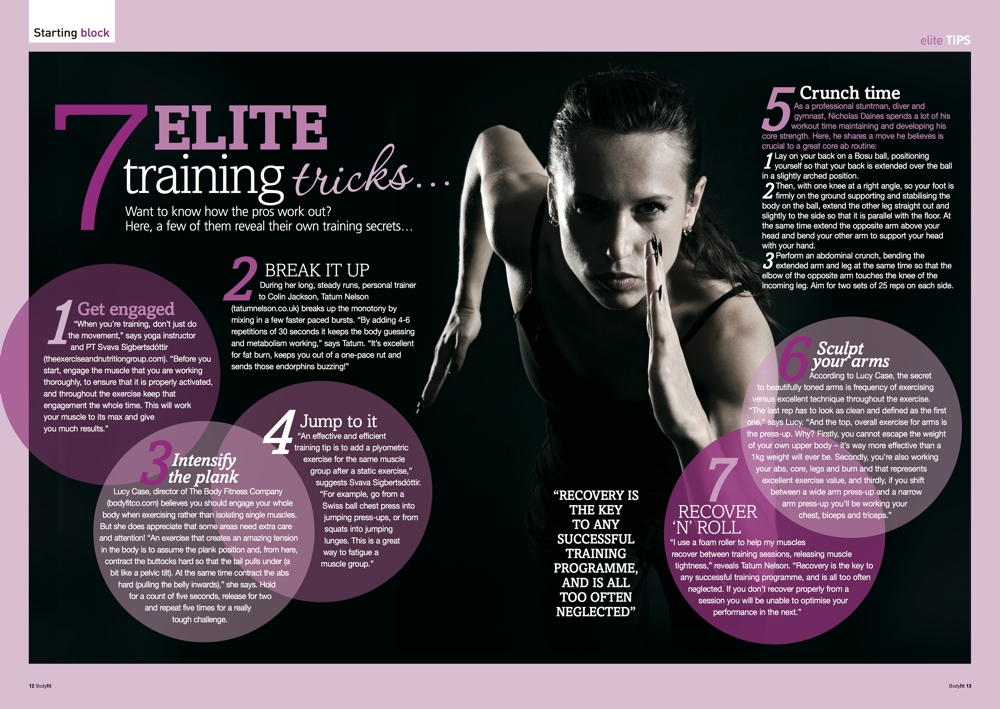 Starting block
elite TIPS
7 ELITE
training tricks...
Want to know how the pros work out?
Here, a few of them reveal their own training secrets…
1 Get engaged
"When you're training, don't just do
the movement," says yoga instructor
and PT Svava Sigbertsdóttir
(theexerciseandnutritiongroup.com). "Before you
start, engage the muscle that you are working
thoroughly, to ensure that it is properly activated,
and throughout the exercise keep that
engagement the whole time. This will work
your muscle to its max and give
you much results."
2 BREAK IT UP
During her long, steady runs, personal trainer
to Colin Jackson, Tatum Nelson
(tatumnelson.co.uk) breaks up the monotony by
mixing in a few faster paced bursts. "By adding 4-6
repetitions of 30 seconds it keeps the body guessing
and metabolism working," says Tatum. "It's excellent
for fat burn, keeps you out of a one-pace rut and
sends those endorphins buzzing!"
3 Intensify
the plank
Lucy Case, director of The Body Fitness Company
(bodyfitco.com) believes you should engage your whole
body when exercising rather than isolating single muscles.
But she does appreciate that some areas need extra care
and attention! "An exercise that creates an amazing tension
in the body is to assume the plank position and, from here,
contract the buttocks hard so that the tail pulls under (a
bit like a pelvic tilt). At the same time contract the abs
hard (pulling the belly inwards)," she says. Hold
for a count of five seconds, release for two
and repeat five times for a really
tough challenge.
4 Jump to it
"An effective and efficient
training tip is to add a plyometric
exercise for the same muscle
group after a static exercise,"
suggests Svava Sigbertsdóttir.
"For example, go from a
Swiss ball chest press into
jumping press-ups, or from
squats into jumping
lunges. This is a great
way to fatigue a
muscle group."
"RECOVERY IS
THE KEY
TO ANY
SUCCESSFUL
TRAINING
PROGRAMME,
AND IS ALL
TOO OFTEN
NEGLECTED"
5 Crunch time
As a professional stuntman, diver and
gymnast, Nicholas Daines spends a lot of his
workout time maintaining and developing his
core strength. Here, he shares a move he believes is
crucial to a great core ab routine:
1 Lay on your back on a Bosu ball, positioning
yourself so that your back is extended over the ball
in a slightly arched position.
2 Then, with one knee at a right angle, so your foot is
firmly on the ground supporting and stabilising the
body on the ball, extend the other leg straight out and
slightly to the side so that it is parallel with the floor. At
the same time extend the opposite arm above your
head and bend your other arm to support your head
with your hand.
3 Perform an abdominal crunch, bending the
extended arm and leg at the same time so that the
elbow of the opposite arm touches the knee of the
incoming leg. Aim for two sets of 25 reps on each side.
6 Sculpt
your arms
According to Lucy Case, the secret
to beautifully toned arms is frequency of exercising
versus excellent technique throughout the exercise.
"The last rep has to look as clean and defined as the first
one," says Lucy. "And the top, overall exercise for arms is
the press-up. Why? Firstly, you cannot escape the weight
of your own upper body – it's way more effective than a
1kg weight will ever be. Secondly, you're also working
your abs, core, legs and bum and that represents
excellent exercise value, and thirdly, if you shift
between a wide arm press-up and a narrow
arm press-up you'll be working your
chest, biceps and triceps."
7
RECOVER
'N' ROLL
"I use a foam roller to help my muscles
recover between training sessions, releasing muscle
tightness," reveals Tatum Nelson. "Recovery is the key to
any successful training programme, and is all too often
neglected. If you don't recover properly from a
session you will be unable to optimise your
performance in the next."
12 Bodyfit
Bodyfit 13